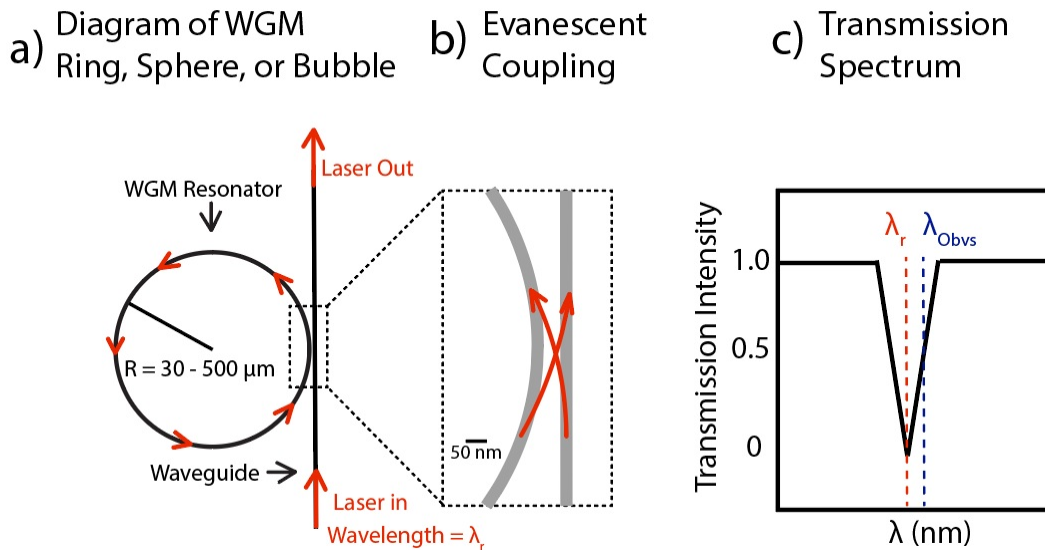 a) Diagram of WGM
Ring, Sphere, or Bubble
b) Evanescent
Coupling
c) Transmission
Spectrum
Laser Out
WGM Resonator
R = 30 - 500 µm
Waveguide
Laser in
Wavelength = λr
50 nm
Transmission Intensity
1.0
0.5
0
λr
λObvs
λ (nm)